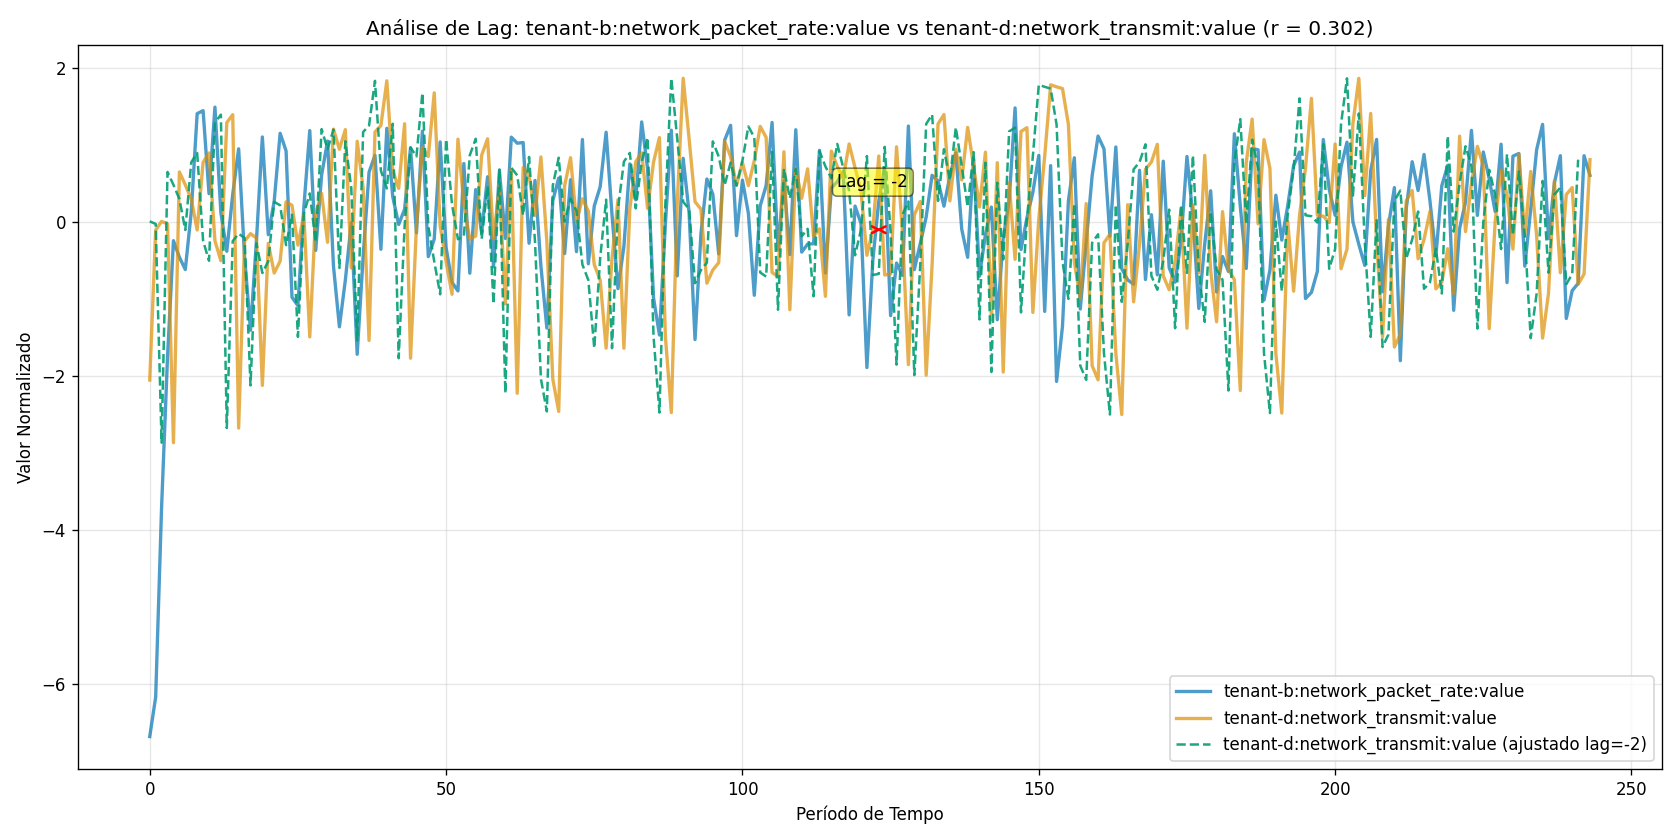 Análise de Lag: tenant-b:network_packet_rate:value vs tenant-d:network_transmit:value (r = 0.302)
Valor Normalizado
2
0
−2
−4
−6
Lag = -2
tenant-b:network_packet_rate:value
tenant-d:network_transmit:value
tenant-d:network_transmit:value (ajustado lag=-2)
0 50 100 150 200 250
Período de Tempo